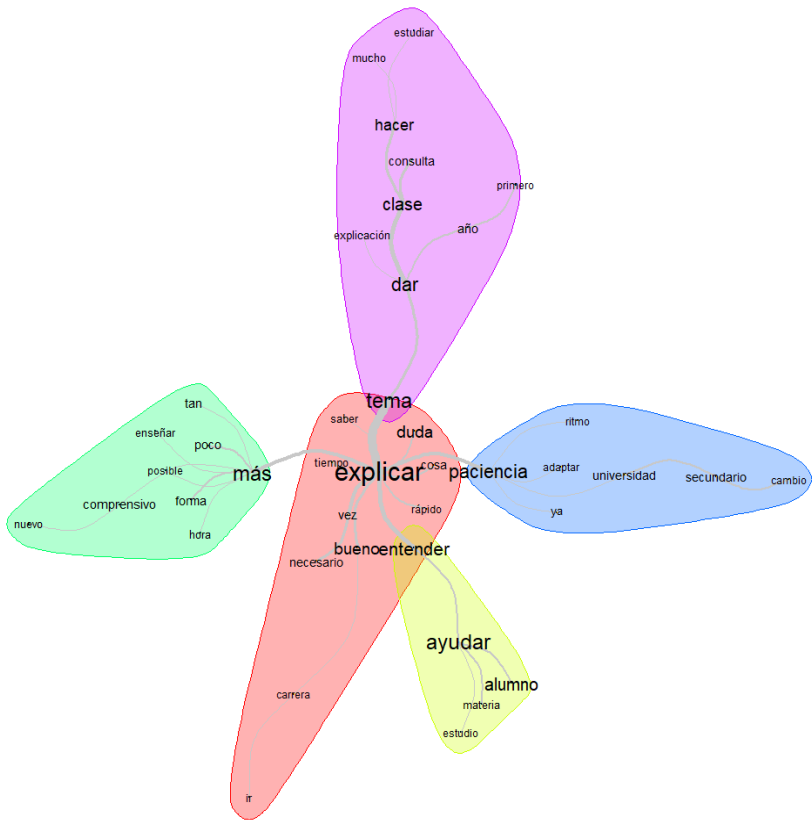 estudiar
mucho
hacer
consulta
primero
clase
año
explicación
dar
tema
tan
saber
duda
ritmo
enseñar
poco
tiempo
cosa
adaptar
posible
más
explicar
paciencia
universidad
secundario
cambio
comprensivo
forma
rápido
ya
vez
nuevo
hora
bueno
entender
necesario
ayudar
alumno
carrera
materia
estudio
ir